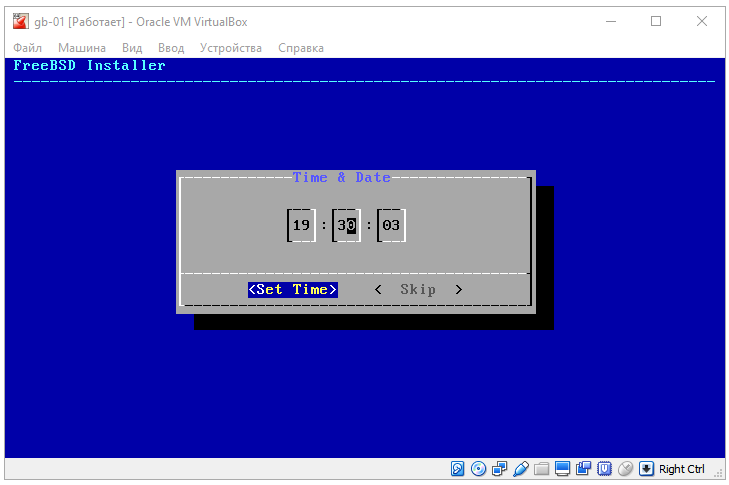 gb-01 [Работает] - Oracle VM VirtualBox
Файл Машина Вид Ввод Устройства Справка
FreeBSD Installer
Time & Date
19 : 30 : 03
<Set Time> < Skip >
Right Ctrl